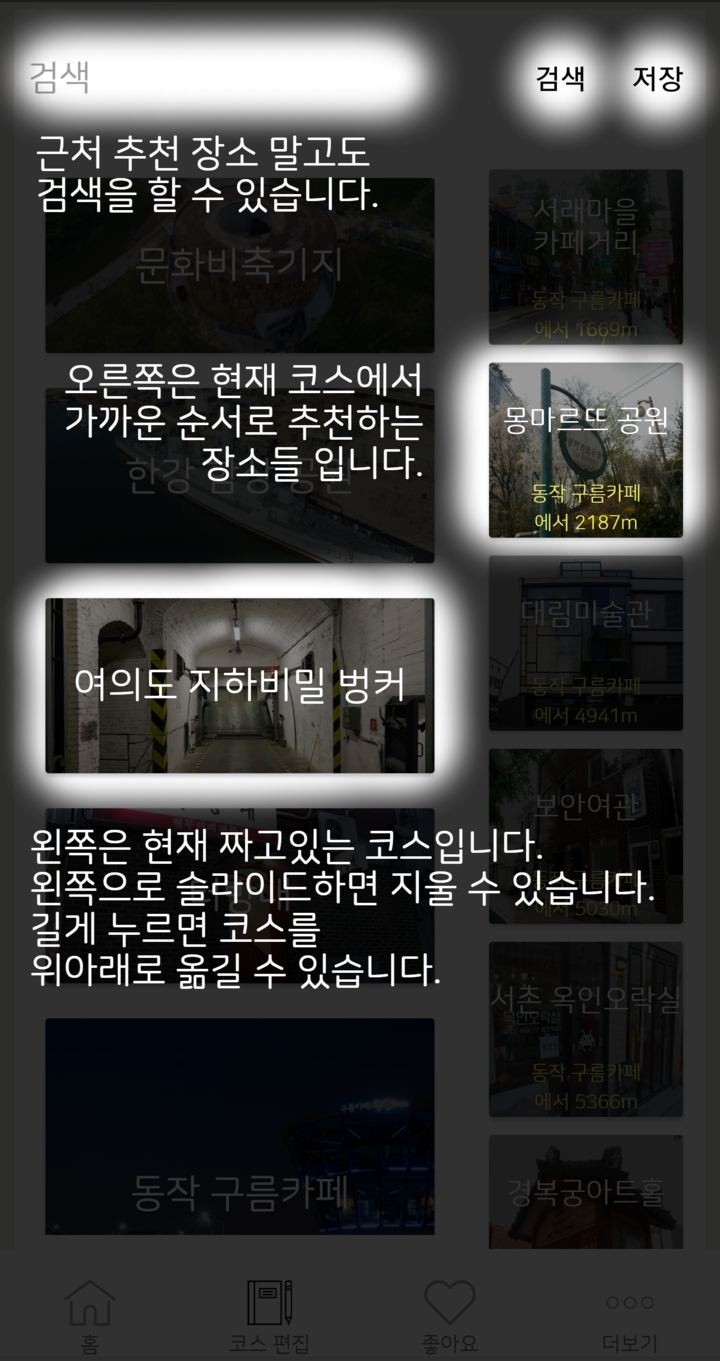 검색
검색
저장
근처 추천 장소 말고도
검색을 할 수 있습니다.
문화비축기지
서래마을
카페거리
동작 구름카페
에서 1669m
오른쪽은 현재 코스에서
가까운 순서로 추천하는
장소들 입니다.
한강
공원
몽마르뜨 공원
동작 구름카페
에서 2187m
여의도 지하비밀 벙커
대림미술관
동작 구름카페
에서 4941m
보안여관
에서 5030m
왼쪽은 현재 짜고있는 코스입니다.
왼쪽으로 슬라이드하면 지울 수 있습니다.
길게 누르면 코스를
위아래로 옮길 수 있습니다.
서촌 옥인오락실
동작 구름카페
에서 5366m
동작 구름카페
경복궁아트홀
홈
코스 편집
좋아요
더보기